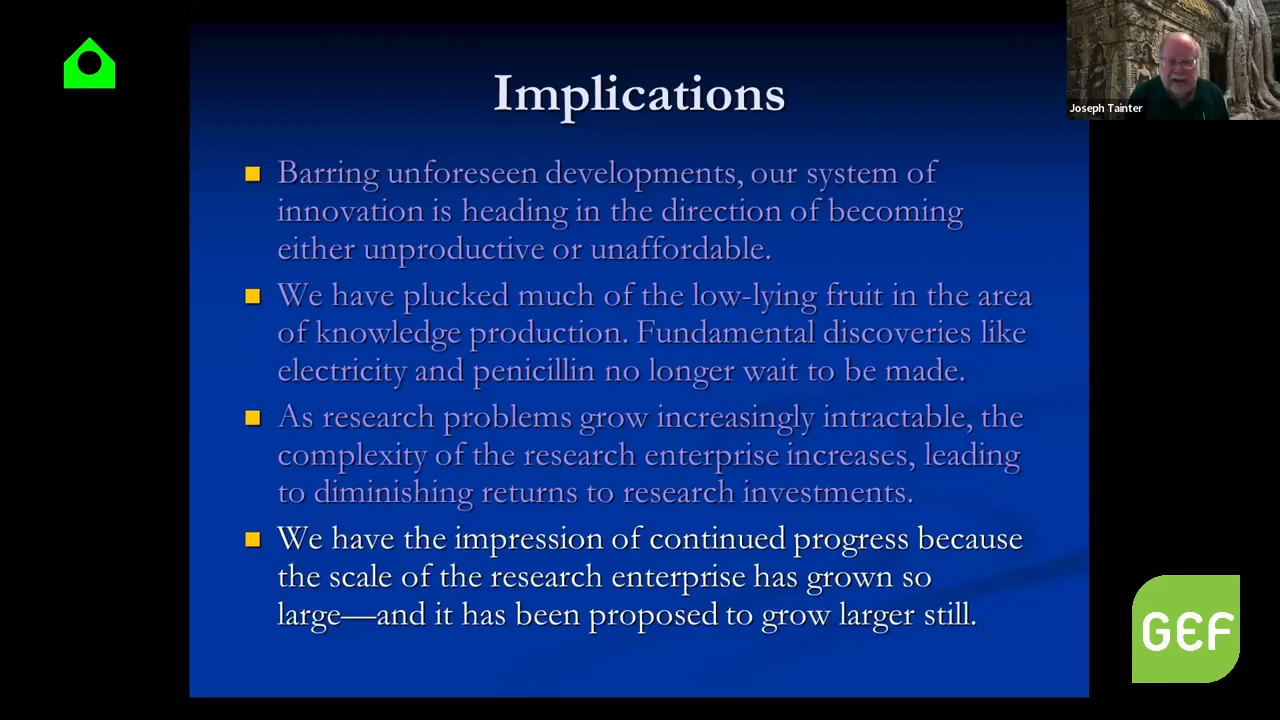 Implications
Joseph Tainter
Barring unforeseen developments, our system of
innovation is heading in the direction of becoming
either unproductive or unaffordable.
We have plucked much of the low-lying fruit in the area
of knowledge production. Fundamental discoveries like
electricity and penicillin no longer wait to be made.
As research problems grow increasingly intractable, the
complexity of the research enterprise increases, leading
to diminishing returns to research investments.
We have the impression of continued progress because
the scale of the research enterprise has grown so
large—and it has been proposed to grow larger still.
GEF